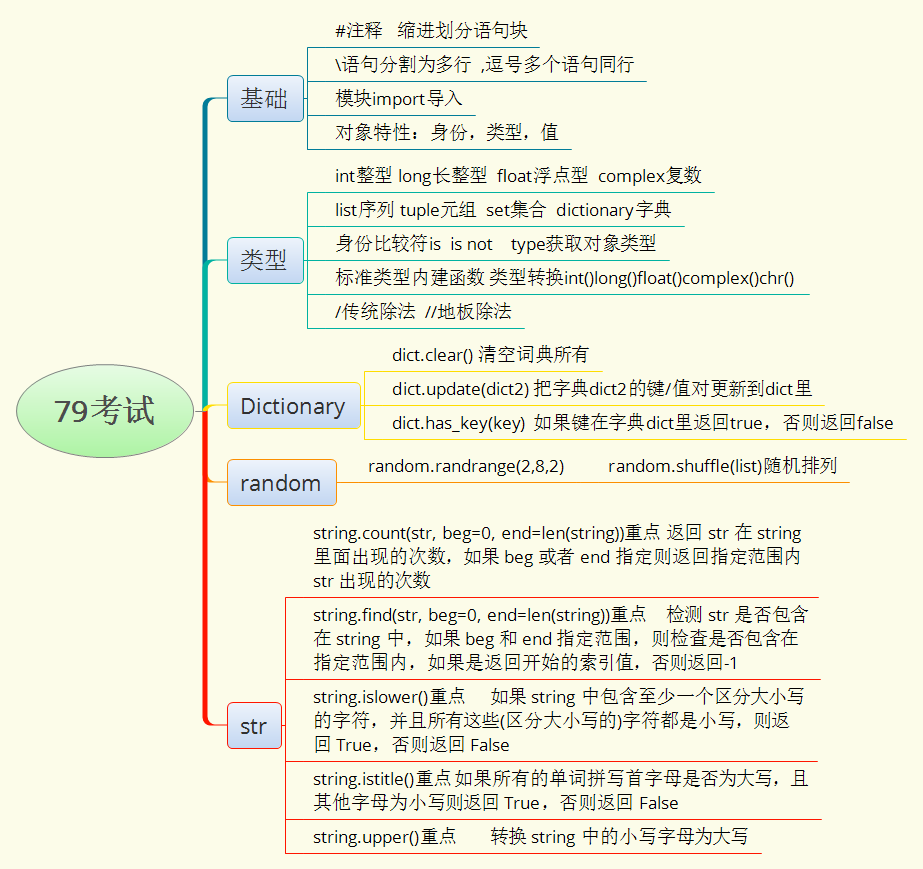 79考试
基础
#注释 缩进划分语句块
\语句分割为多行 ,逗号多个语句同行
模块import导入
对象特性：身份，类型，值
类型
int整型 long长整型 float浮点型 complex复数
list序列 tuple元组 set集合 dictionary字典
身份比较符is is not type获取对象类型
标准类型内建函数 类型转换int()long()float()complex()chr()
/传统除法 //地板除法
Dictionary
dict.clear() 清空词典所有
dict.update(dict2) 把字典dict2的键/值对更新到dict里
dict.has_key(key) 如果键在字典dict里返回true，否则返回false
random
random.randrange(2,8,2) random.shuffle(list)随机排列
str
string.count(str, beg=0, end=len(string))重点 返回 str 在 string
里面出现的次数，如果 beg 或者 end 指定则返回指定范围内
str 出现的次数
string.find(str, beg=0, end=len(string))重点 检测 str 是否包含
在 string 中，如果 beg 和 end 指定范围，则检查是否包含在
指定范围内，如果是返回开始的索引值，否则返回-1
string.islower()重点 如果 string 中包含至少一个区分大小写
的字符，并且所有这些(区分大小写的)字符都是小写，则返
回 True，否则返回 False
string.istitle()重点如果所有的单词拼写首字母是否为大写，且
其他字母为小写则返回 True，否则返回 False
string.upper()重点 转换 string 中的小写字母为大写